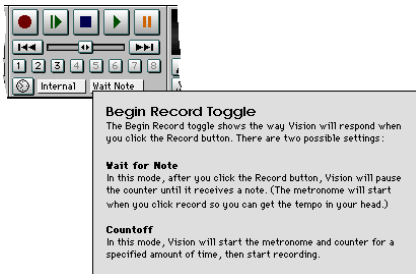 1 2 3 4 5 6 7 8
Internal Wait Note
Begin Record Toggle
The Begin Record toggle shows the way Vision will respond when
you click the Record button. There are two possible settings:
Wait for Note
In this mode, after you click the Record button, Vision will pause
the counter until it receives a note. (The metronome will start
when you click record so you can get the tempo in your head.)
Countoff
In this mode, Vision will start the metronome and counter for a
specified amount of time, then start recording.